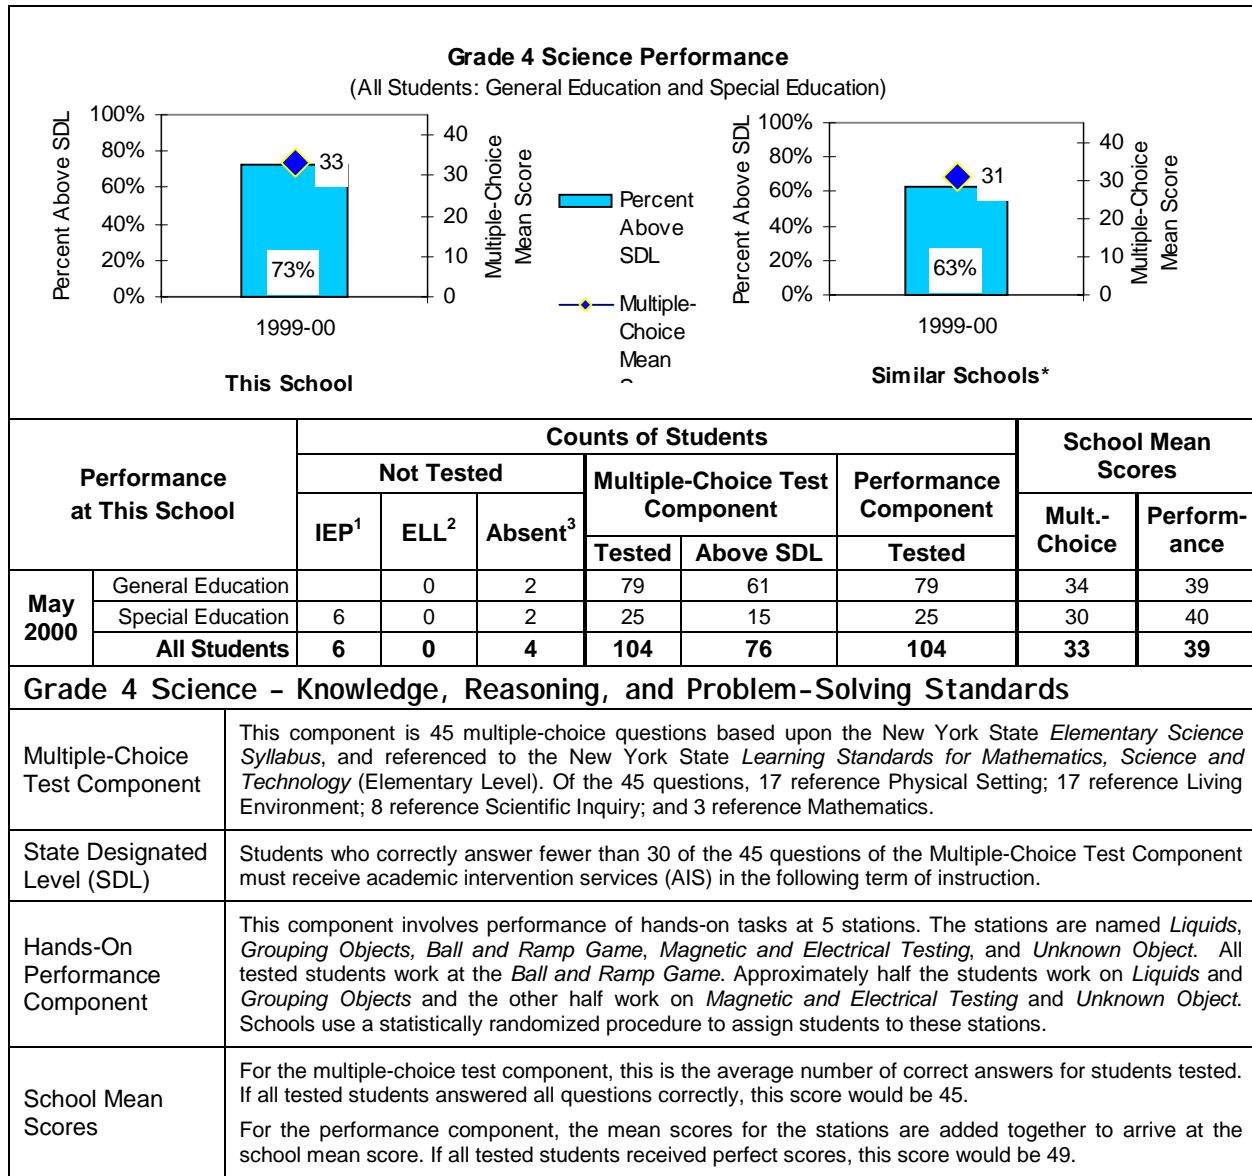 Grade 4 Science Performance
(All Students: General Education and Special Education)
Percent Above SDL
100%
80%
60%
40%
20%
0%
33
73%
40
30
20
10
0
Multiple-Choice
Mean Score
1999-00
This School
Percent
Above
SDL
Multiple-
Choice
Mean
Percent Above SDL
100%
80%
60%
40%
20%
0%
31
63%
40
30
20
10
0
Multiple-Choice
Mean Score
1999-00
Similar Schools*
Performance
at This School
Counts of Students
School Mean
Scores
Not Tested
Multiple-Choice Test
Component
Performance
Component
IEP1 ELL2 Absent3
Tested Above SDL Tested
Mult.-
Choice
Perform-
ance
May
2000
General Education 0 2 79 61 79 34 39
Special Education 6 0 2 25 15 25 30 40
All Students 6 0 4 104 76 104 33 39
Grade 4 Science – Knowledge, Reasoning, and Problem-Solving Standards
Multiple-Choice
Test Component
This component is 45 multiple-choice questions based upon the New York State Elementary Science
Syllabus, and referenced to the New York State Learning Standards for Mathematics, Science and
Technology (Elementary Level). Of the 45 questions, 17 reference Physical Setting; 17 reference Living
Environment; 8 reference Scientific Inquiry; and 3 reference Mathematics.
State Designated
Level (SDL)
Students who correctly answer fewer than 30 of the 45 questions of the Multiple-Choice Test Component
must receive academic intervention services (AIS) in the following term of instruction.
Hands-On
Performance
Component
This component involves performance of hands-on tasks at 5 stations. The stations are named Liquids,
Grouping Objects, Ball and Ramp Game, Magnetic and Electrical Testing, and Unknown Object. All
tested students work at the Ball and Ramp Game. Approximately half the students work on Liquids and
Grouping Objects and the other half work on Magnetic and Electrical Testing and Unknown Object.
Schools use a statistically randomized procedure to assign students to these stations.
School Mean
Scores
For the multiple-choice test component, this is the average number of correct answers for students tested.
If all tested students answered all questions correctly, this score would be 45.
For the performance component, the mean scores for the stations are added together to arrive at the
school mean score. If all tested students received perfect scores, this score would be 49.